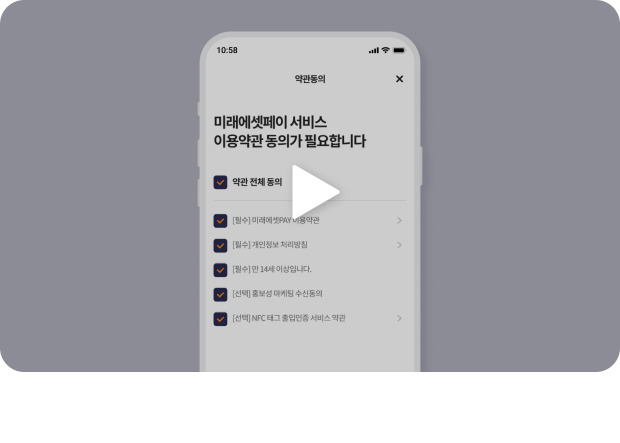 10:58
약관동의
미래에셋페이 서비스
이용약관 동의가 필요합니다
약관 전체 동의
[필수] 미래에셋PAY 이용약관
[필수] 개인정보 처리방침
[필수] 만 14세 이상입니다.
[선택] 홍보성 마케팅 수신동의
[선택] NFC 태그 출입인증 서비스 약관